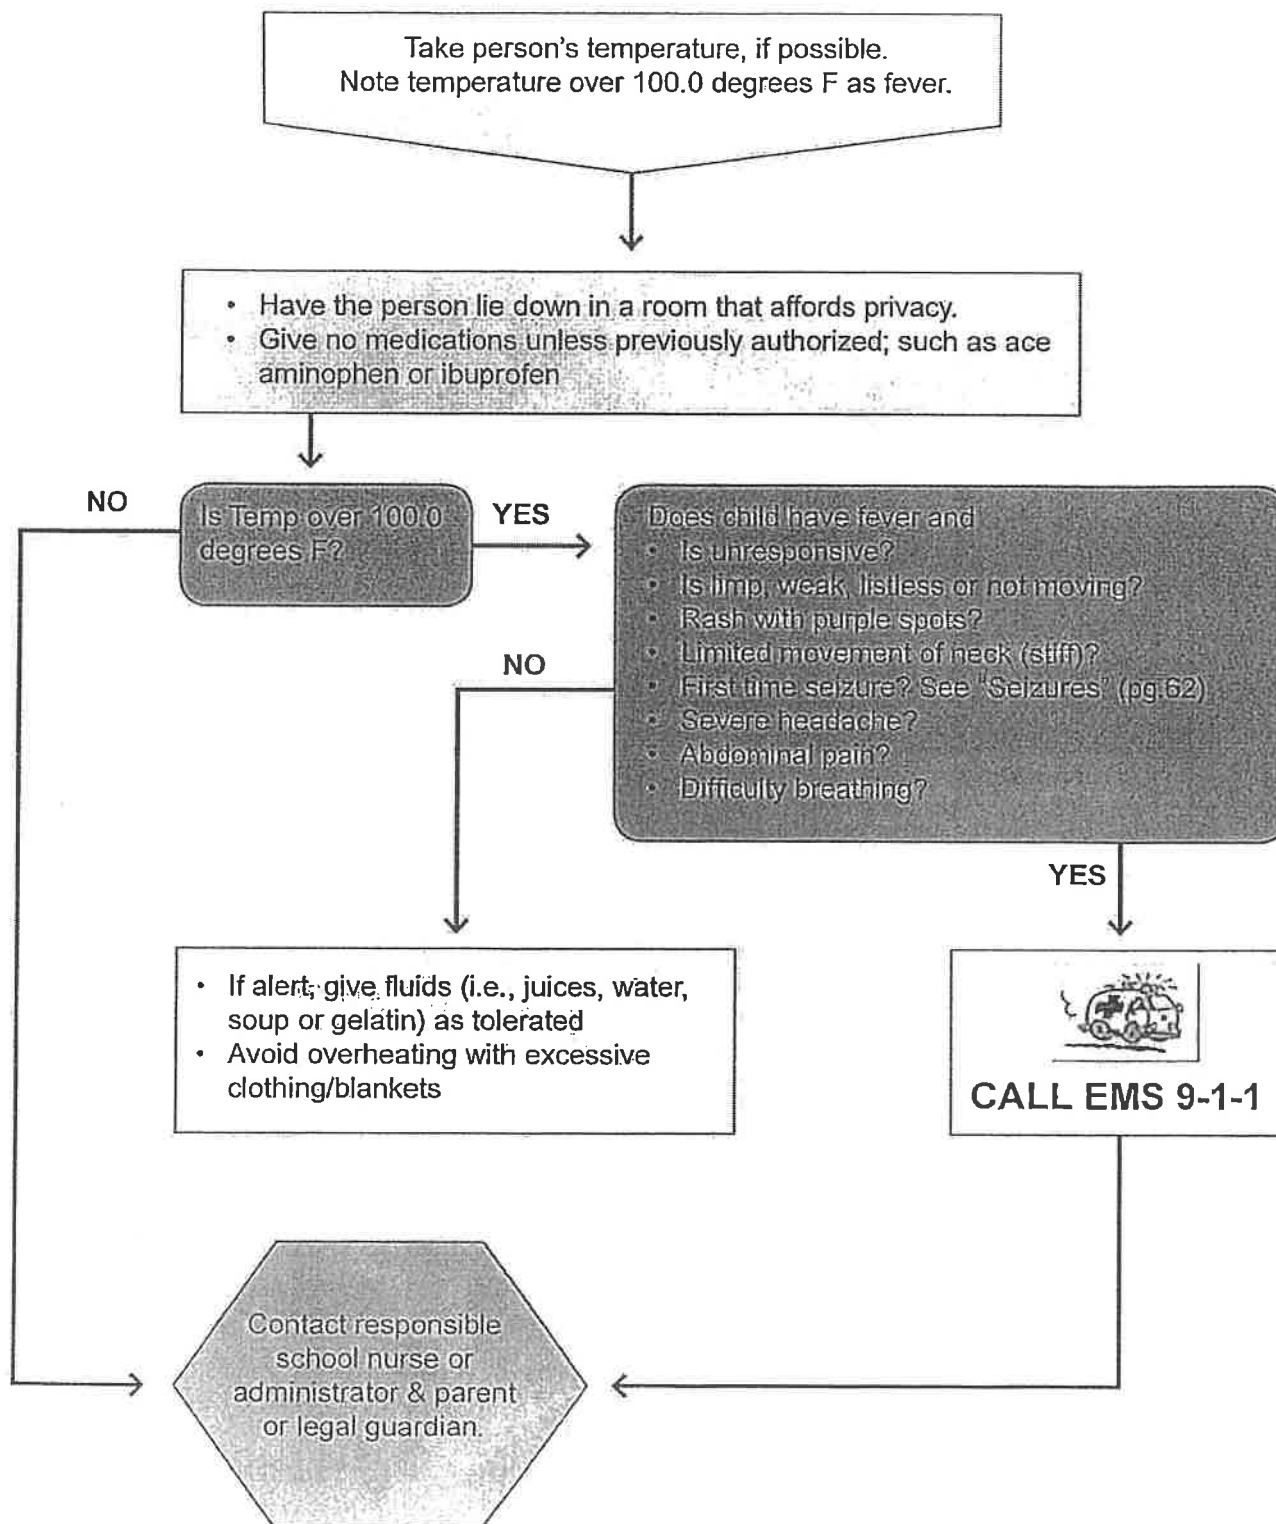 Take person's temperature, if possible.
Note temperature over 100.0 degrees F as fever.
• Have the person lie down in a room that affords privacy.
• Give no medications unless previously authorized; such as ace
aminophen or ibuprofen
NO
Is Temp over 100.0
degrees F?
YES
Does child have fever and
• Is unresponsive?
• Is limp, weak, listless or not moving?
• Rash with purple spots?
• Limited movement of neck (stiff)?
• First time seizure? See "Seizures" (pg 62)
• Severe headache?
• Abdominal pain?
• Difficulty breathing?
NO
YES
• If alert, give fluids (i.e., juices, water,
soup or gelatin) as tolerated
• Avoid overheating with excessive
clothing/blankets
CALL EMS 9-1-1
Contact responsible
school nurse or
administrator & parent
or legal guardian.